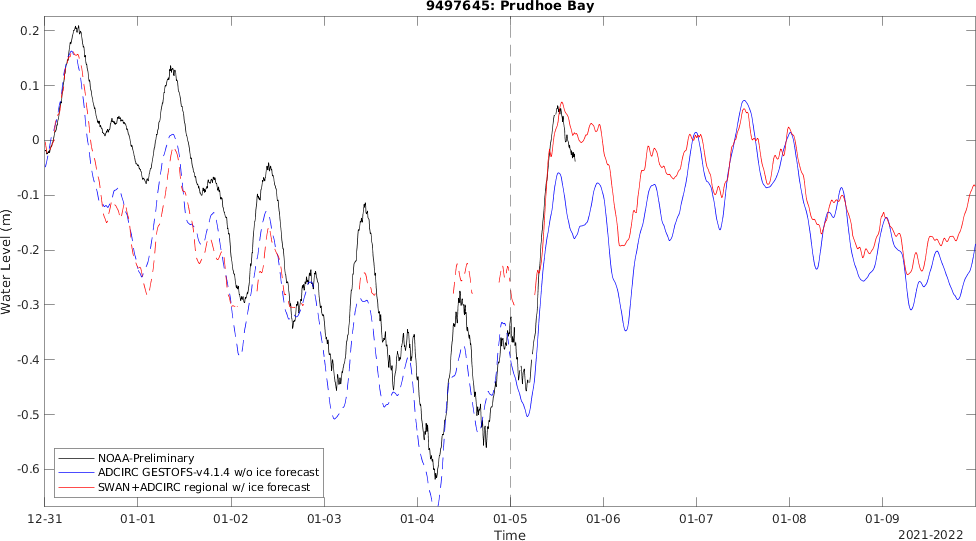 9497645: Prudhoe Bay
0.2
0.1
0
-0.1
-0.2
-0.3
-0.4
-0.5
-0.6
Water Level (m)
NOAA-Preliminary
ADCIRC GESTOFS-v4.1.4 w/o ice forecast
SWAN+ADCIRC regional w/ ice forecast
12-31 01-01 01-02 01-03 01-04 01-05 01-06 01-07 01-08 01-09
Time
2021-2022